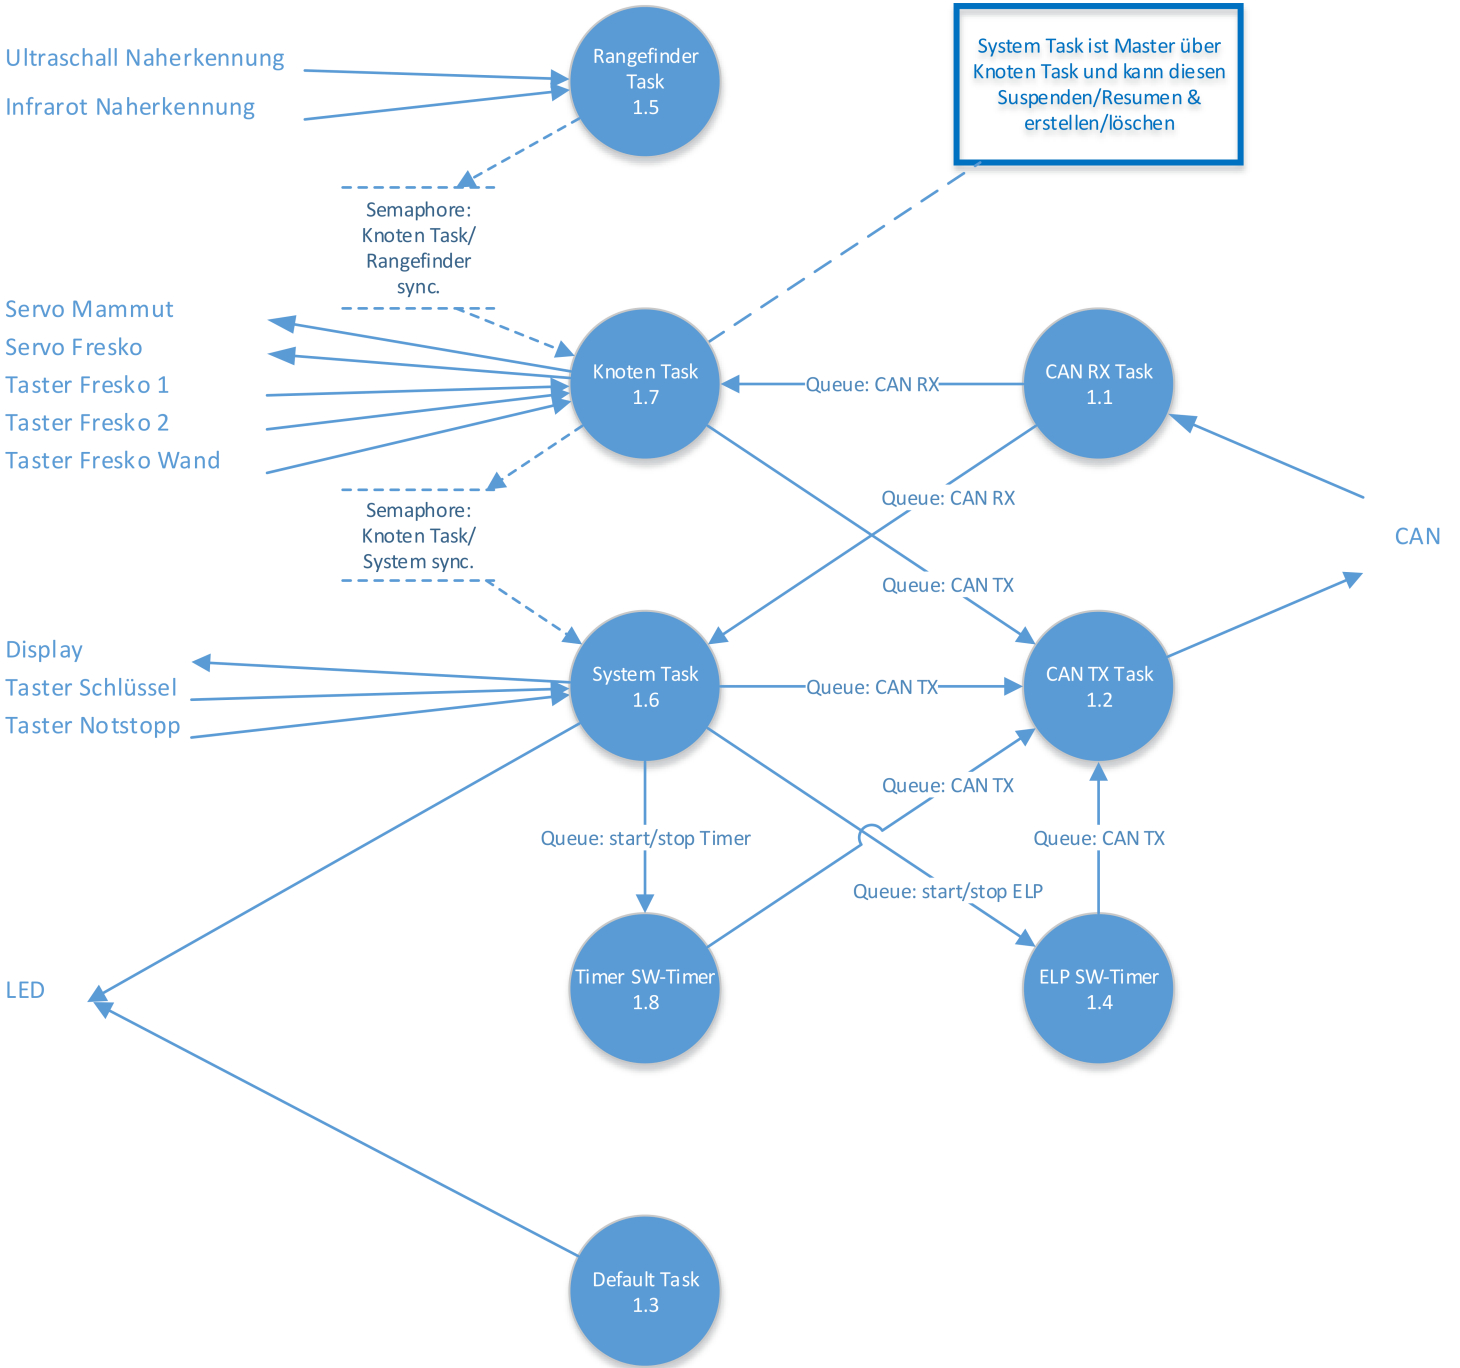 Ultraschall Naherkennung
Infrarot Naherkennung
Rangefinder
Task
1.5
System Task ist Master über
Knoten Task und kann diesen
Suspenden/Resumen &
erstellen/löschen
Semaphore:
Knoten Task/
Rangefinder
sync.
Servo Mammut
Servo Fresko
Taster Fresko 1
Taster Fresko 2
Taster Fresko Wand
Knoten Task
1.7
Queue: CAN RX
CAN RX Task
1.1
Queue: CAN RX
Semaphore:
Knoten Task/
System sync.
CAN
Queue: CAN TX
Display
Taster Schlüssel
Taster Notstopp
System Task
1.6
Queue: CAN TX
CAN TX Task
1.2
Queue: CAN TX
Queue: start/stop Timer
Queue: CAN TX
Queue: start/stop ELP
LED
Timer SW-Timer
1.8
ELP SW-Timer
1.4
Default Task
1.3